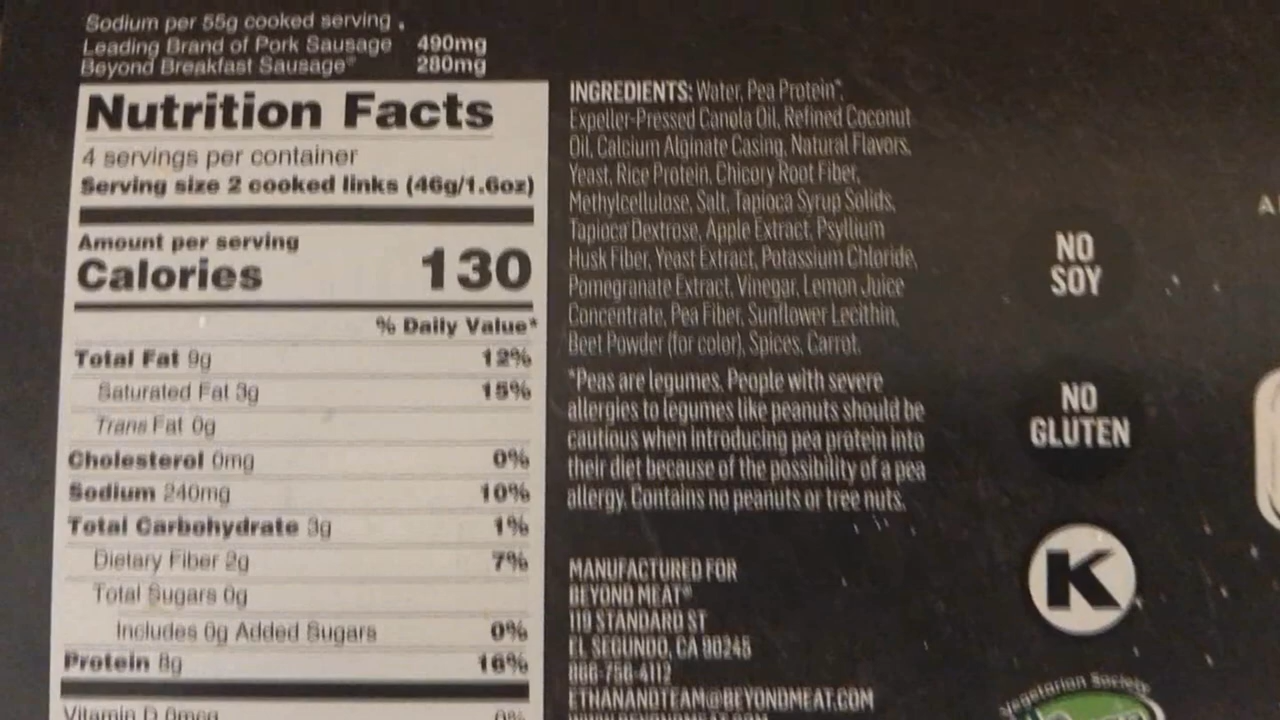 Sodium per 55g cooked serving
Leading Brand of Pork Sausage 490mg
Beyond Breakfast Sausage® 280mg
Nutrition Facts
4 servings per container
Serving size 2 cooked links (46g/1.6oz)
Amount per serving
Calories 130
% Daily Value*
Total Fat 9g 12%
Saturated Fat 3g 15%
Trans Fat 0g
Cholesterol 0mg 0%
Sodium 240mg 10%
Total Carbohydrate 3g 1%
Dietary Fiber 2g 7%
Total Sugars 0g
Includes 0g Added Sugars 0%
Protein 8g 16%
Vitamin D 0mcg 0%
INGREDIENTS: Water, Pea Protein*,
Expeller-Pressed Canola Oil, Refined Coconut
Oil, Calcium Alginate Casing, Natural Flavors,
Yeast, Rice Protein, Chicory Root Fiber,
Methylcellulose, Salt, Tapioca Syrup Solids,
Tapioca Dextrose, Apple Extract, Psyllium
Husk Fiber, Yeast Extract, Potassium Chloride,
Pomegranate Extract, Vinegar, Lemon Juice
Concentrate, Pea Fiber, Sunflower Lecithin,
Beet Powder (for color), Spices, Carrot.
*Peas are legumes. People with severe
allergies to legumes like peanuts should be
cautious when introducing pea protein into
their diet because of the possibility of a pea
allergy. Contains no peanuts or tree nuts.
MANUFACTURED FOR
BEYOND MEAT®
119 STANDARD ST
EL SEGUNDO, CA 90245
866-756-4112
ETHANANDTEAM@BEYONDMEAT.COM
WWW.BEYONDMEAT.COM
NO
SOY
NO
GLUTEN
K
Vegetarian Society
A